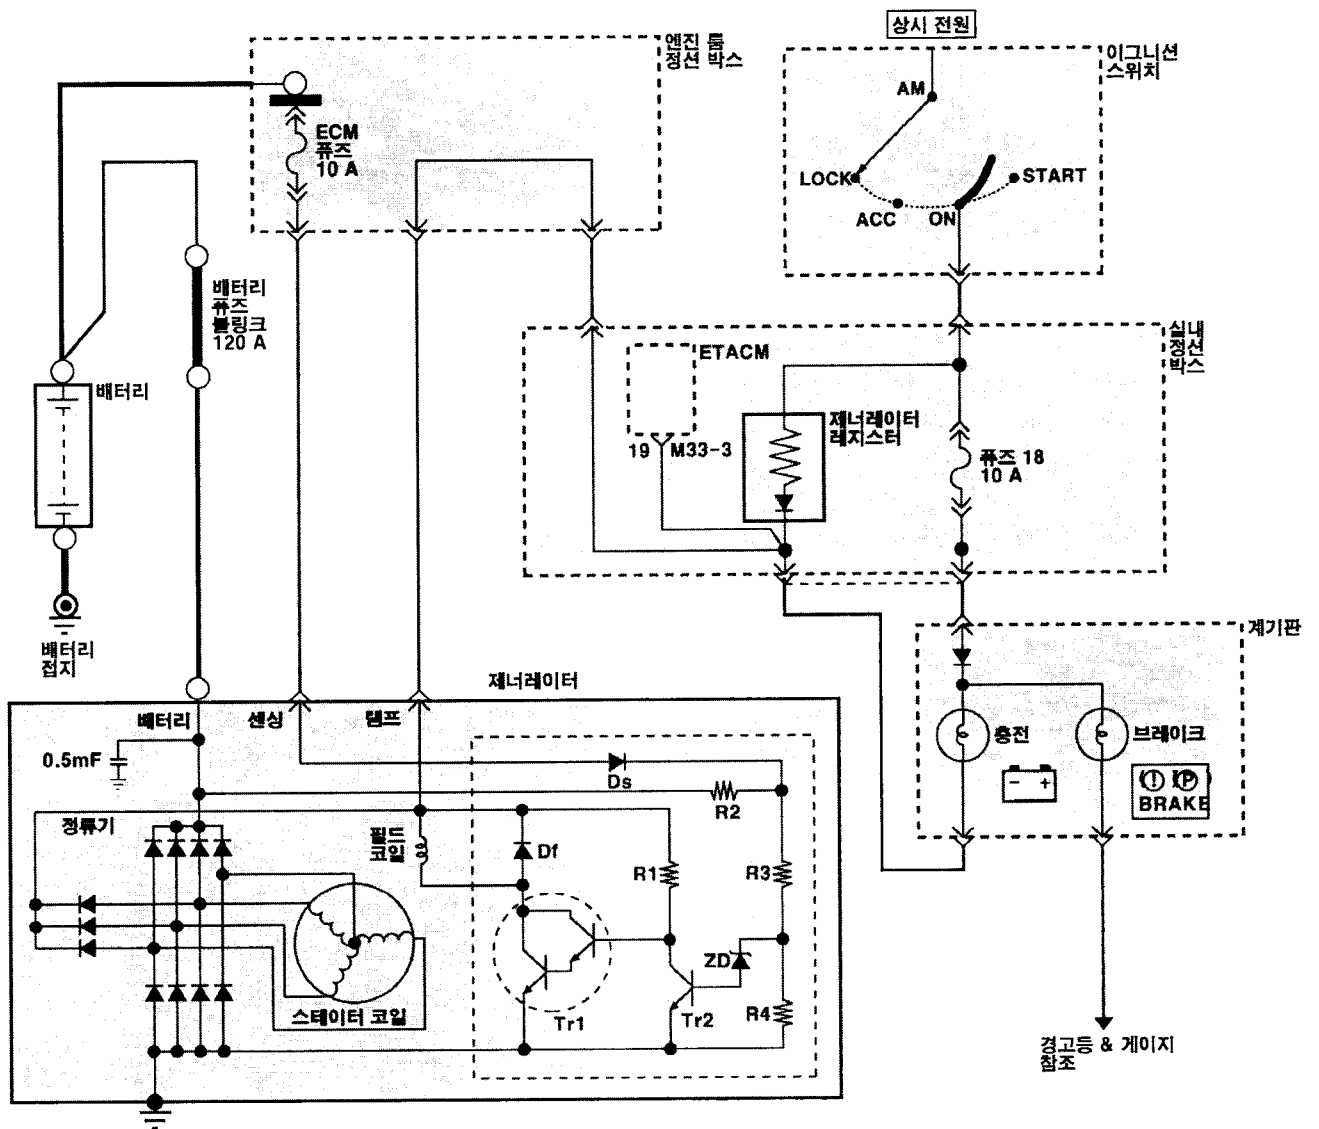 상시 전원
엔진 룸
정션 박스
이그니션
스위치
AM
ECM
퓨즈
10 A
LOCK
START
ACC
ON
배터리
퓨즈
블링크
120 A
실내
정션
박스
ETACM
배터리
제너레이터
레지스터
19
M33-3
퓨즈 18
10 A
배터리
접지
계기판
제너레이터
배터리
센싱
램프
충전
브레이크
0.5mF
Ds
R2
- +
BRAKE
정류기
필드
코일
Df
R1
R3
ZD
스테이터 코일
Tr1
Tr2
R4
경고등 & 게이지
참조